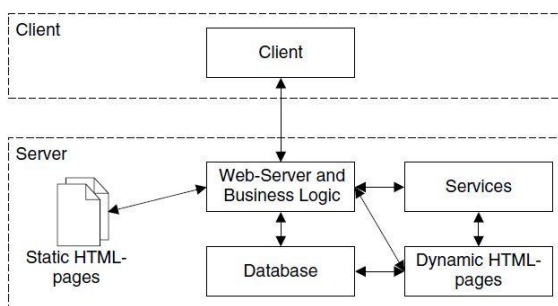 Client
Client
Server
Web-Server and
Business Logic
Services
Static HTML-
pages
Database
Dynamic HTML-
pages